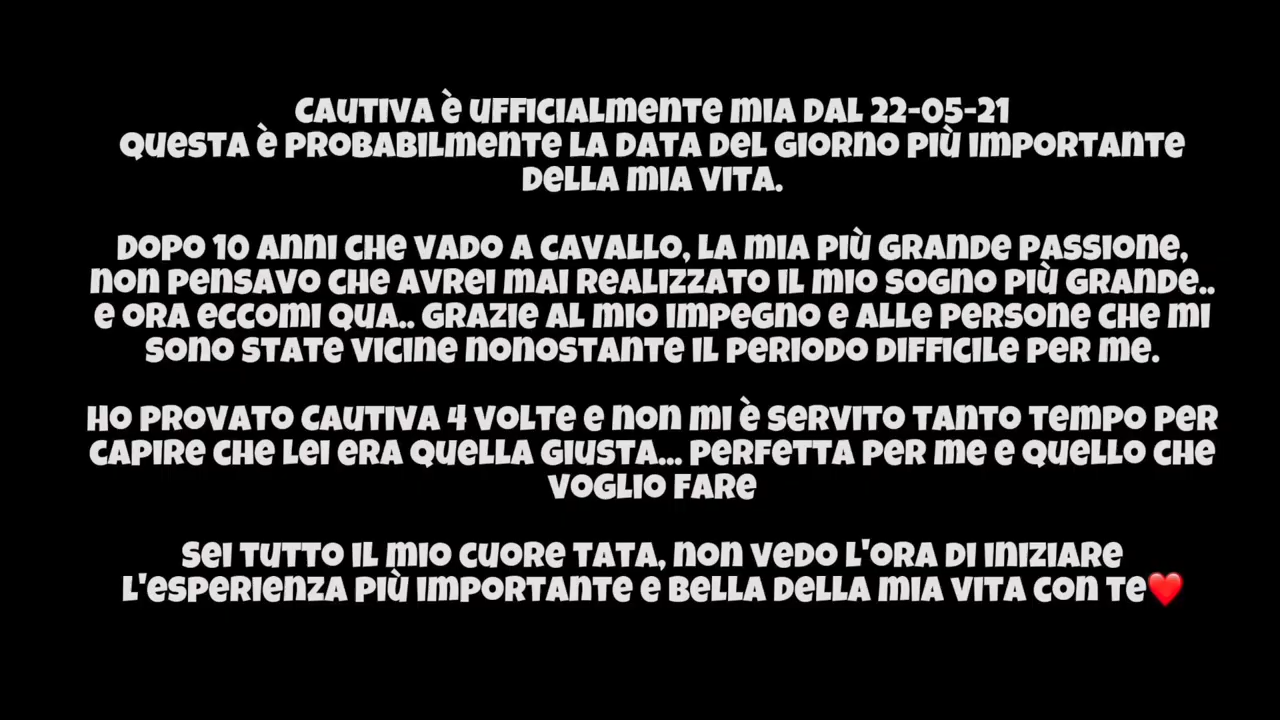 Cautiva è ufficialmente mia dal 22-05-21
Questa è probabilmente la data del giorno più importante
della mia vita.
Dopo 10 anni che vado a cavallo, la mia più grande passione,
non pensavo che avrei mai realizzato il mio sogno più grande..
e ora eccomi qua.. grazie al mio impegno e alle persone che mi
sono state vicine nonostante il periodo difficile per me.
Ho provato Cautiva 4 volte e non mi è servito tanto tempo per
capire che lei era quella giusta... perfetta per me e quello che
voglio fare
Sei tutto il mio cuore tata, non vedo l'ora di iniziare
l'esperienza più importante e bella della mia vita con te❤️